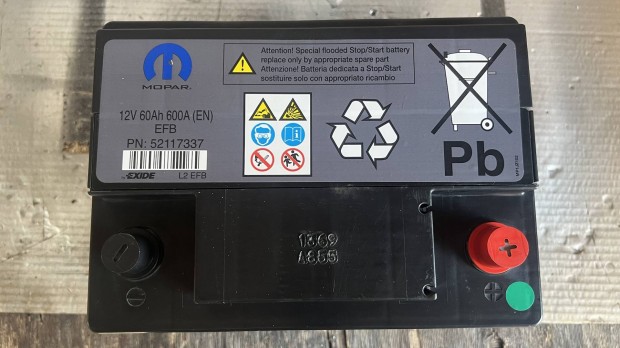 Attention! Special flooded Stop/Start battery
replace only by appropriate spare part
Attenzione! Batteria dedicata a Stop/Start
sostituire solo con appropriato ricambio
MOPAR
12V 60Ah 600A (EN)
EFB
PN: 52117337
EXIDE L2 EFB
Pb
1369
A855